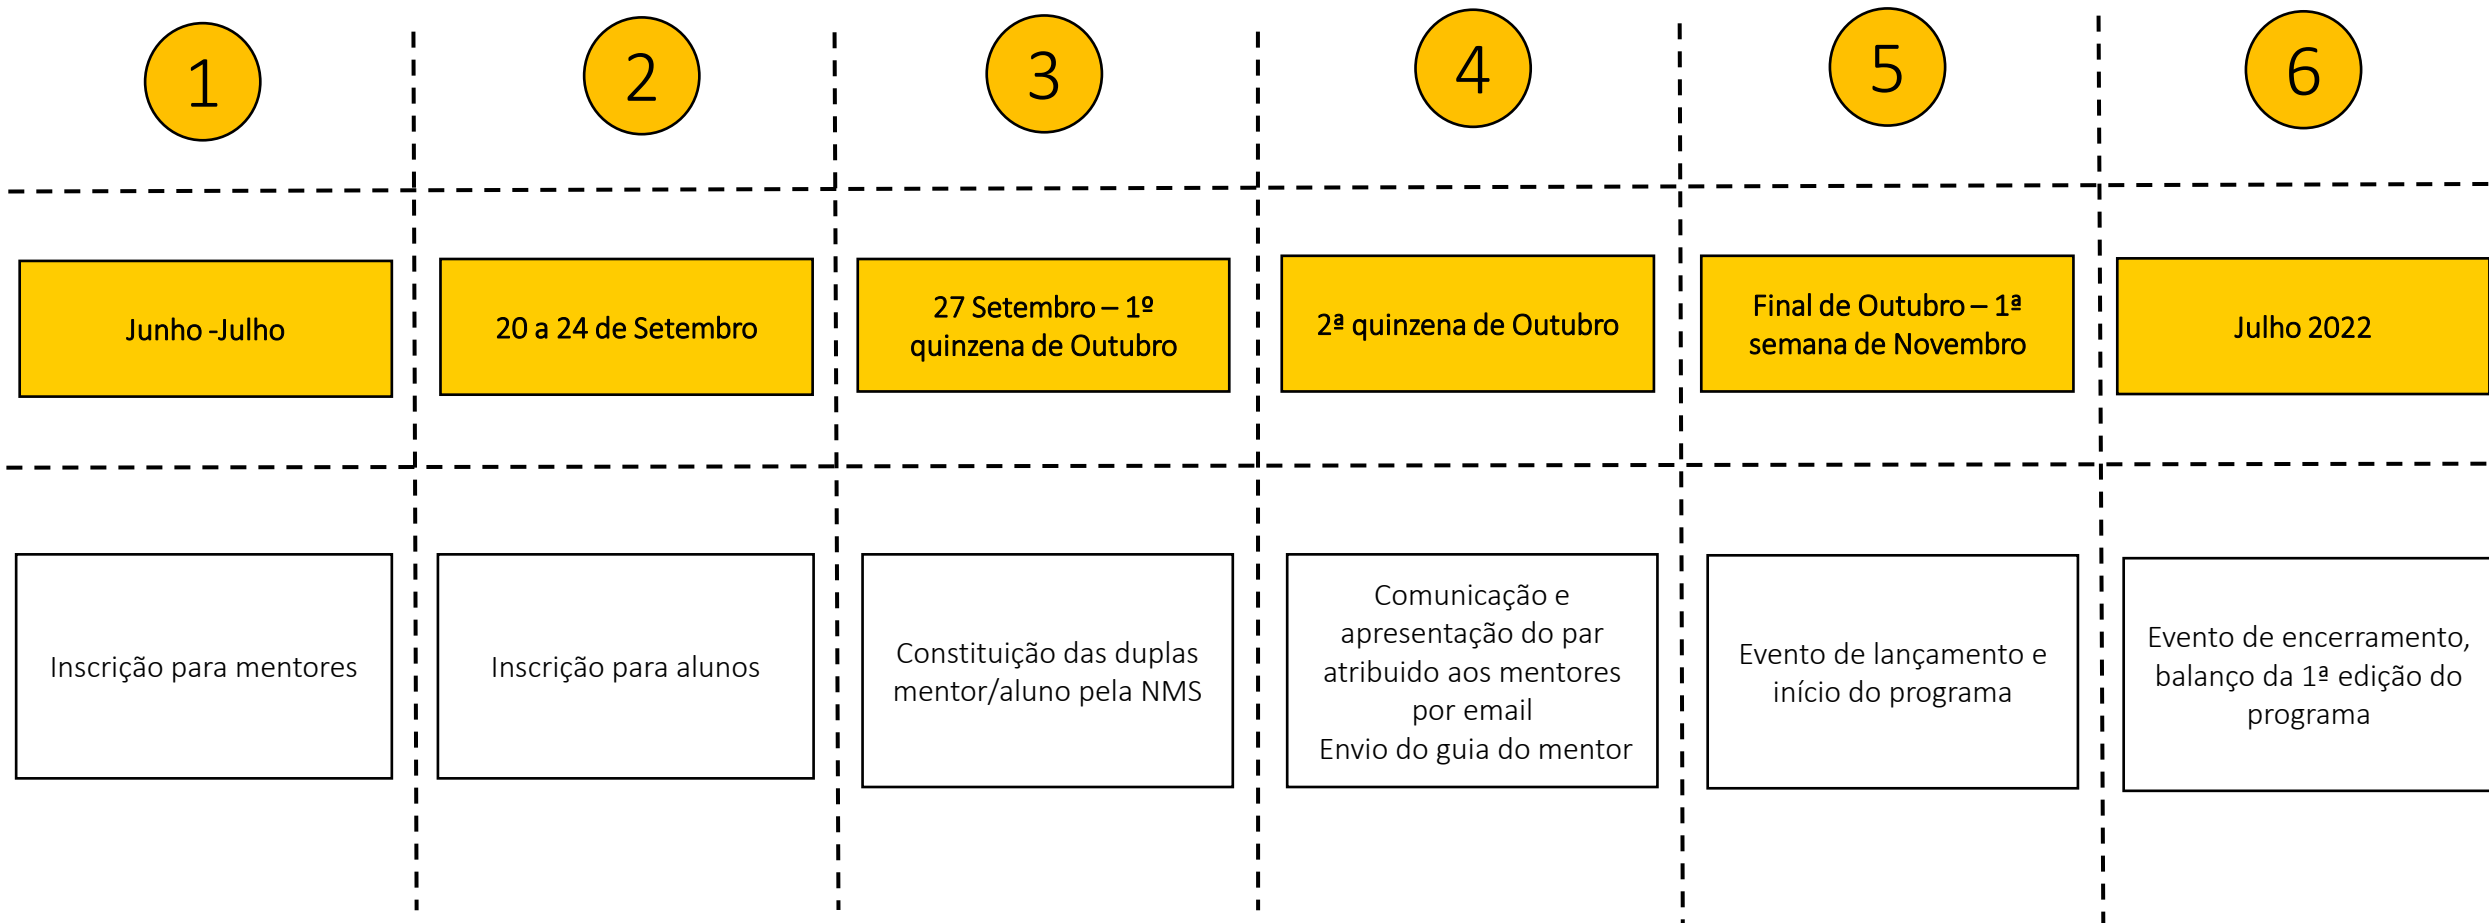 1
2
3
4
5
6
Junho -Julho
20 a 24 de Setembro
27 Setembro – 1º
quinzena de Outubro
2ª quinzena de Outubro
Final de Outubro – 1ª
semana de Novembro
Julho 2022
Inscrição para mentores
Inscrição para alunos
Constituição das duplas
mentor/aluno pela NMS
Comunicação e
apresentação do par
atribuido aos mentores
por email
Envio do guia do mentor
Evento de lançamento e
início do programa
Evento de encerramento,
balanço da 1ª edição do
programa